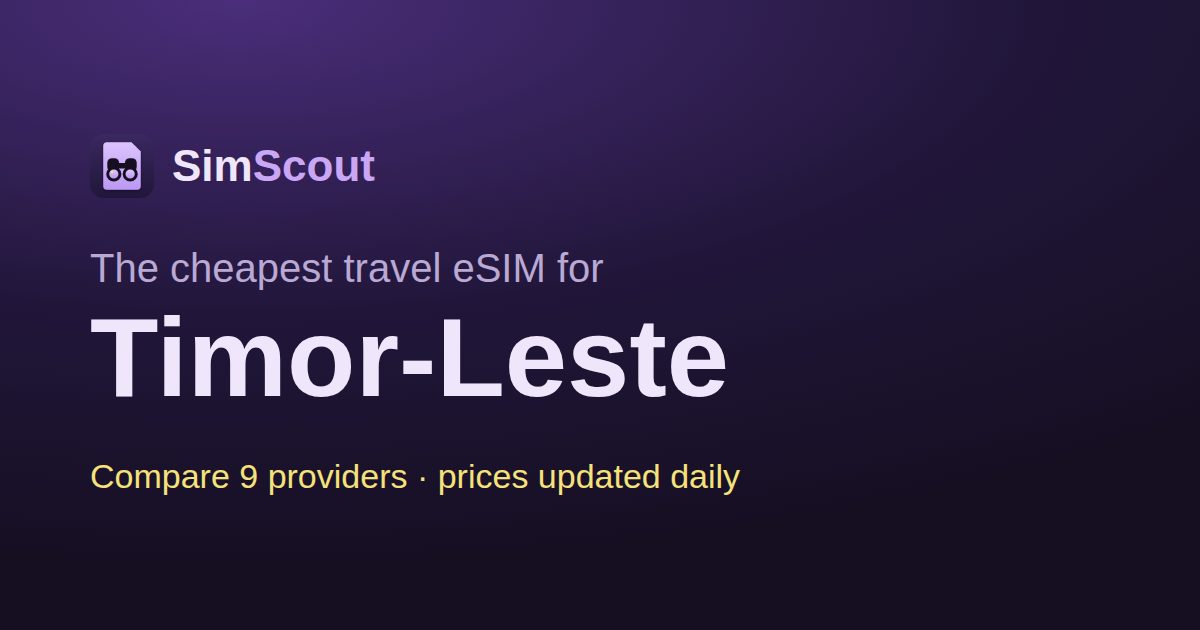 SimScout
The cheapest travel eSIM for
Timor-Leste
Compare 9 providers · prices updated daily